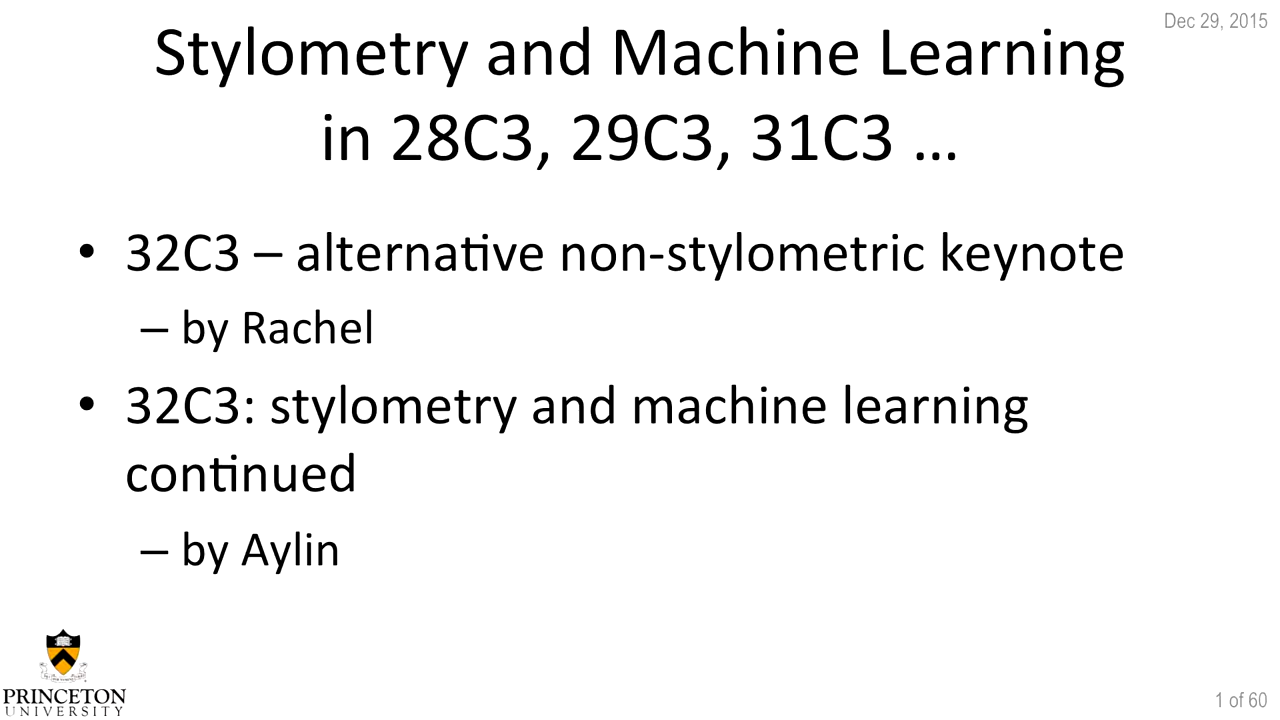 Dec 29, 2015
Stylometry and Machine Learning
in 28C3, 29C3, 31C3 …
• 32C3 – alternative non-stylometric keynote
– by Rachel
• 32C3: stylometry and machine learning
continued
– by Aylin
PRINCETON
UNIVERSITY
1 of 60